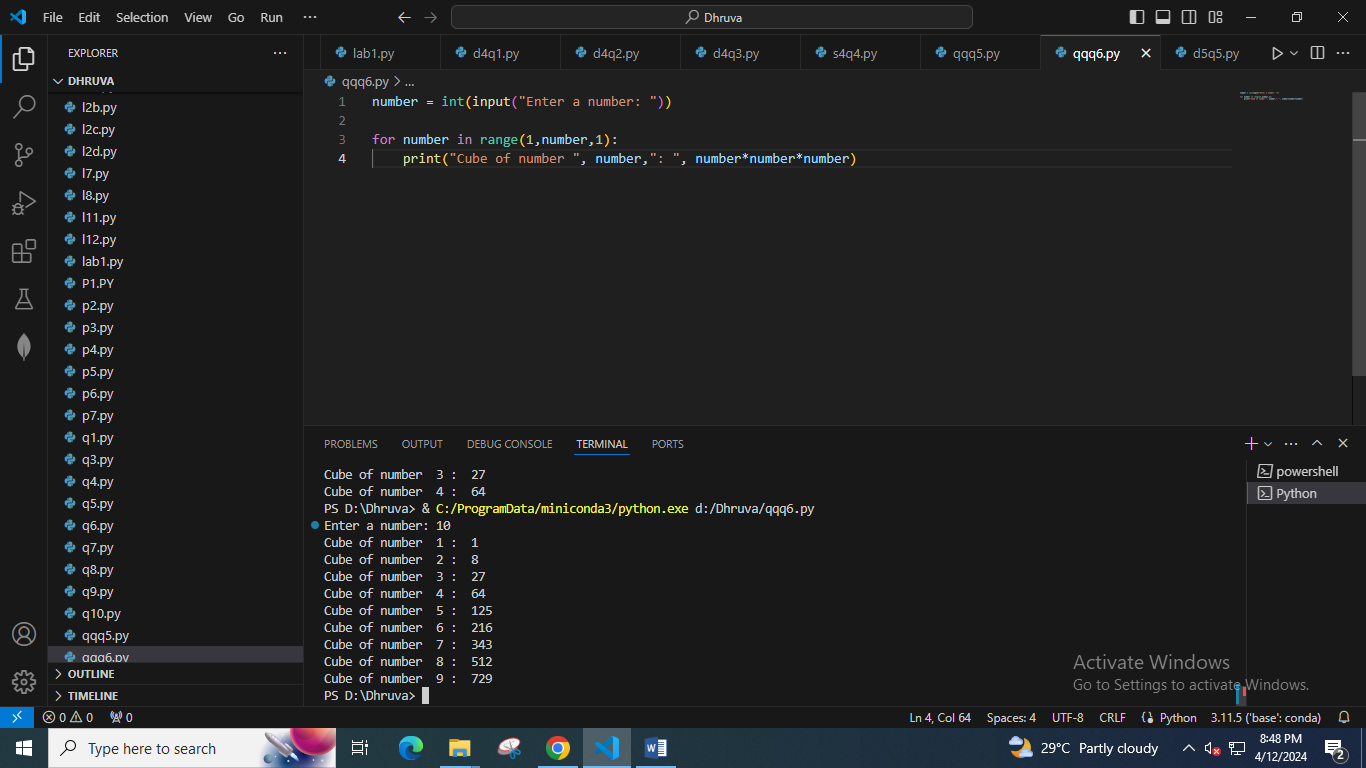 File Edit Selection View Go Run ···
Dhruva
EXPLORER ···
DHRUVA
l2b.py
l2c.py
l2d.py
l7.py
l8.py
l11.py
l12.py
lab1.py
P1.PY
p2.py
p3.py
p4.py
p5.py
p6.py
p7.py
q1.py
q3.py
q4.py
q5.py
q6.py
q7.py
q8.py
q9.py
q10.py
qqq5.py
qqq6.py
OUTLINE
TIMELINE
lab1.py d4q1.py d4q2.py d4q3.py s4q4.py qqq5.py qqq6.py d5q5.py ···
qqq6.py > ...
1 number = int(input("Enter a number: "))
2
3 for number in range(1,number,1):
4 print("Cube of number ", number,": ", number*number*number)
PROBLEMS OUTPUT DEBUG CONSOLE TERMINAL PORTS
powershell
Python
Cube of number  3 :  27
Cube of number  4 :  64
PS D:\Dhruva> & C:/ProgramData/miniconda3/python.exe d:/Dhruva/qqq6.py
Enter a number: 10
Cube of number  1 :  1
Cube of number  2 :  8
Cube of number  3 :  27
Cube of number  4 :  64
Cube of number  5 :  125
Cube of number  6 :  216
Cube of number  7 :  343
Cube of number  8 :  512
Cube of number  9 :  729
PS D:\Dhruva>
Activate Windows
Go to Settings to activate Windows.
0 0 0 Ln 4, Col 64 Spaces: 4 UTF-8 CRLF Python 3.11.5 ('base': conda)
Type here to search
29°C Partly cloudy
8:48 PM
4/12/2024
2